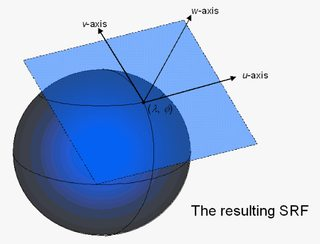 w-axis
v-axis
u-axis
(λ, φ)
The resulting SRF